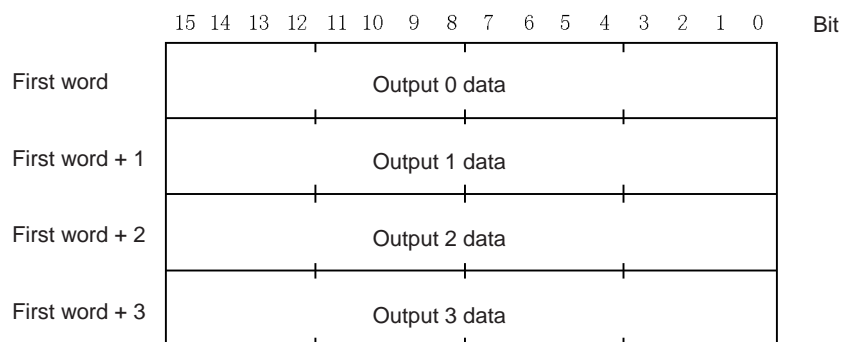 15 14 13 12 11 10 9 8 7 6 5 4 3 2 1 0 Bit
First word Output 0 data
First word + 1 Output 1 data
First word + 2 Output 2 data
First word + 3 Output 3 data